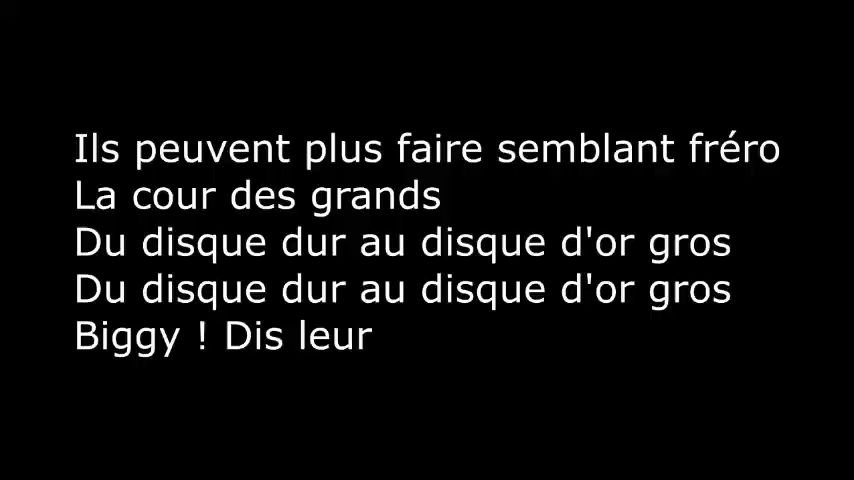 Ils peuvent plus faire semblant fréro
La cour des grands
Du disque dur au disque d'or gros
Du disque dur au disque d'or gros
Biggy ! Dis leur